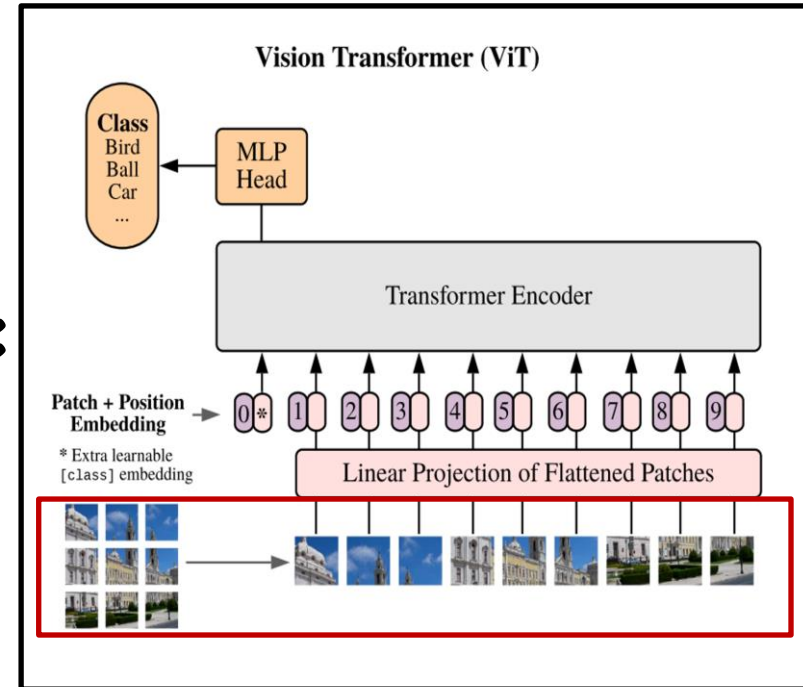 Vision Transformer (ViT)
Class
Bird
Ball
Car
...
MLP
Head
Transformer Encoder
Patch + Position
Embedding
0 * 1 2 3 4 5 6 7 8 9
* Extra learnable
[class] embedding
Linear Projection of Flattened Patches